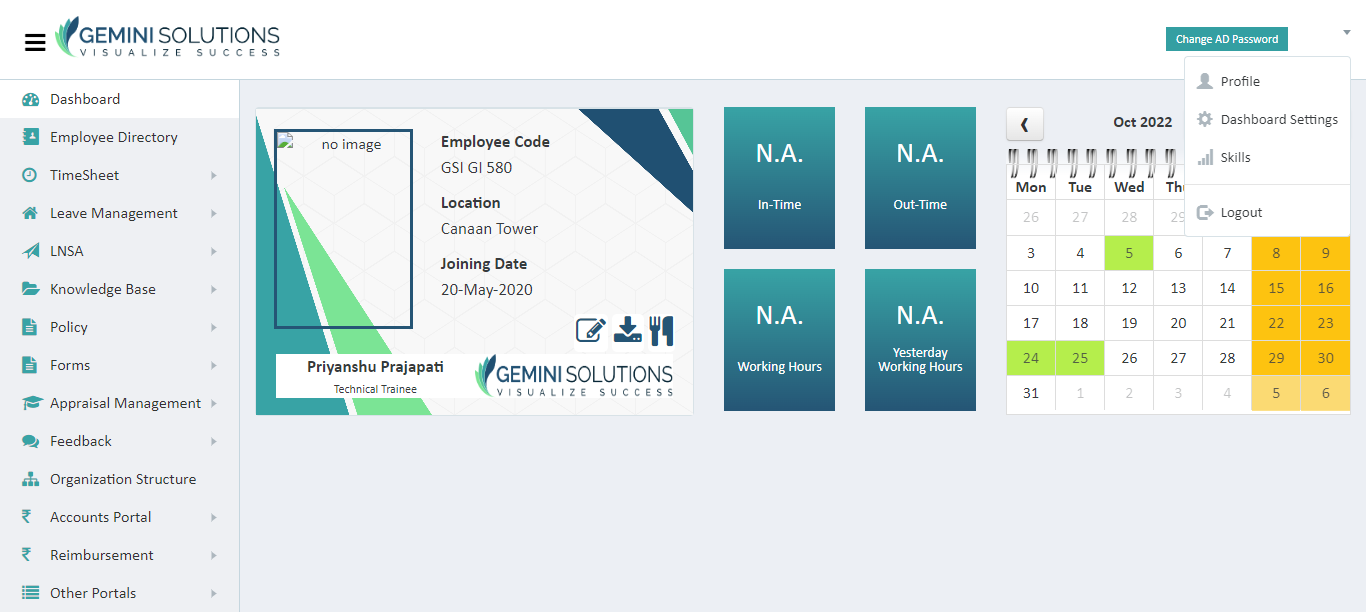 GEMINI SOLUTIONS
VISUALIZE SUCCESS
Change AD Password
Profile
Dashboard Settings
Skills
Logout
Dashboard
Employee Directory
TimeSheet
Leave Management
LNSA
Knowledge Base
Policy
Forms
Appraisal Management
Feedback
Organization Structure
Accounts Portal
Reimbursement
Other Portals
no image
Employee Code
GSI GI 580
Location
Canaan Tower
Joining Date
20-May-2020
Priyanshu Prajapati
Technical Trainee
GEMINI SOLUTIONS
VISUALIZE SUCCESS
N.A.
In-Time
N.A.
Out-Time
N.A.
Working Hours
N.A.
Yesterday
Working Hours
Oct 2022
Mon Tue Wed Thu
26 27 28 29
3 4 5 6 7 8 9
10 11 12 13 14 15 16
17 18 19 20 21 22 23
24 25 26 27 28 29 30
31 1 2 3 4 5 6